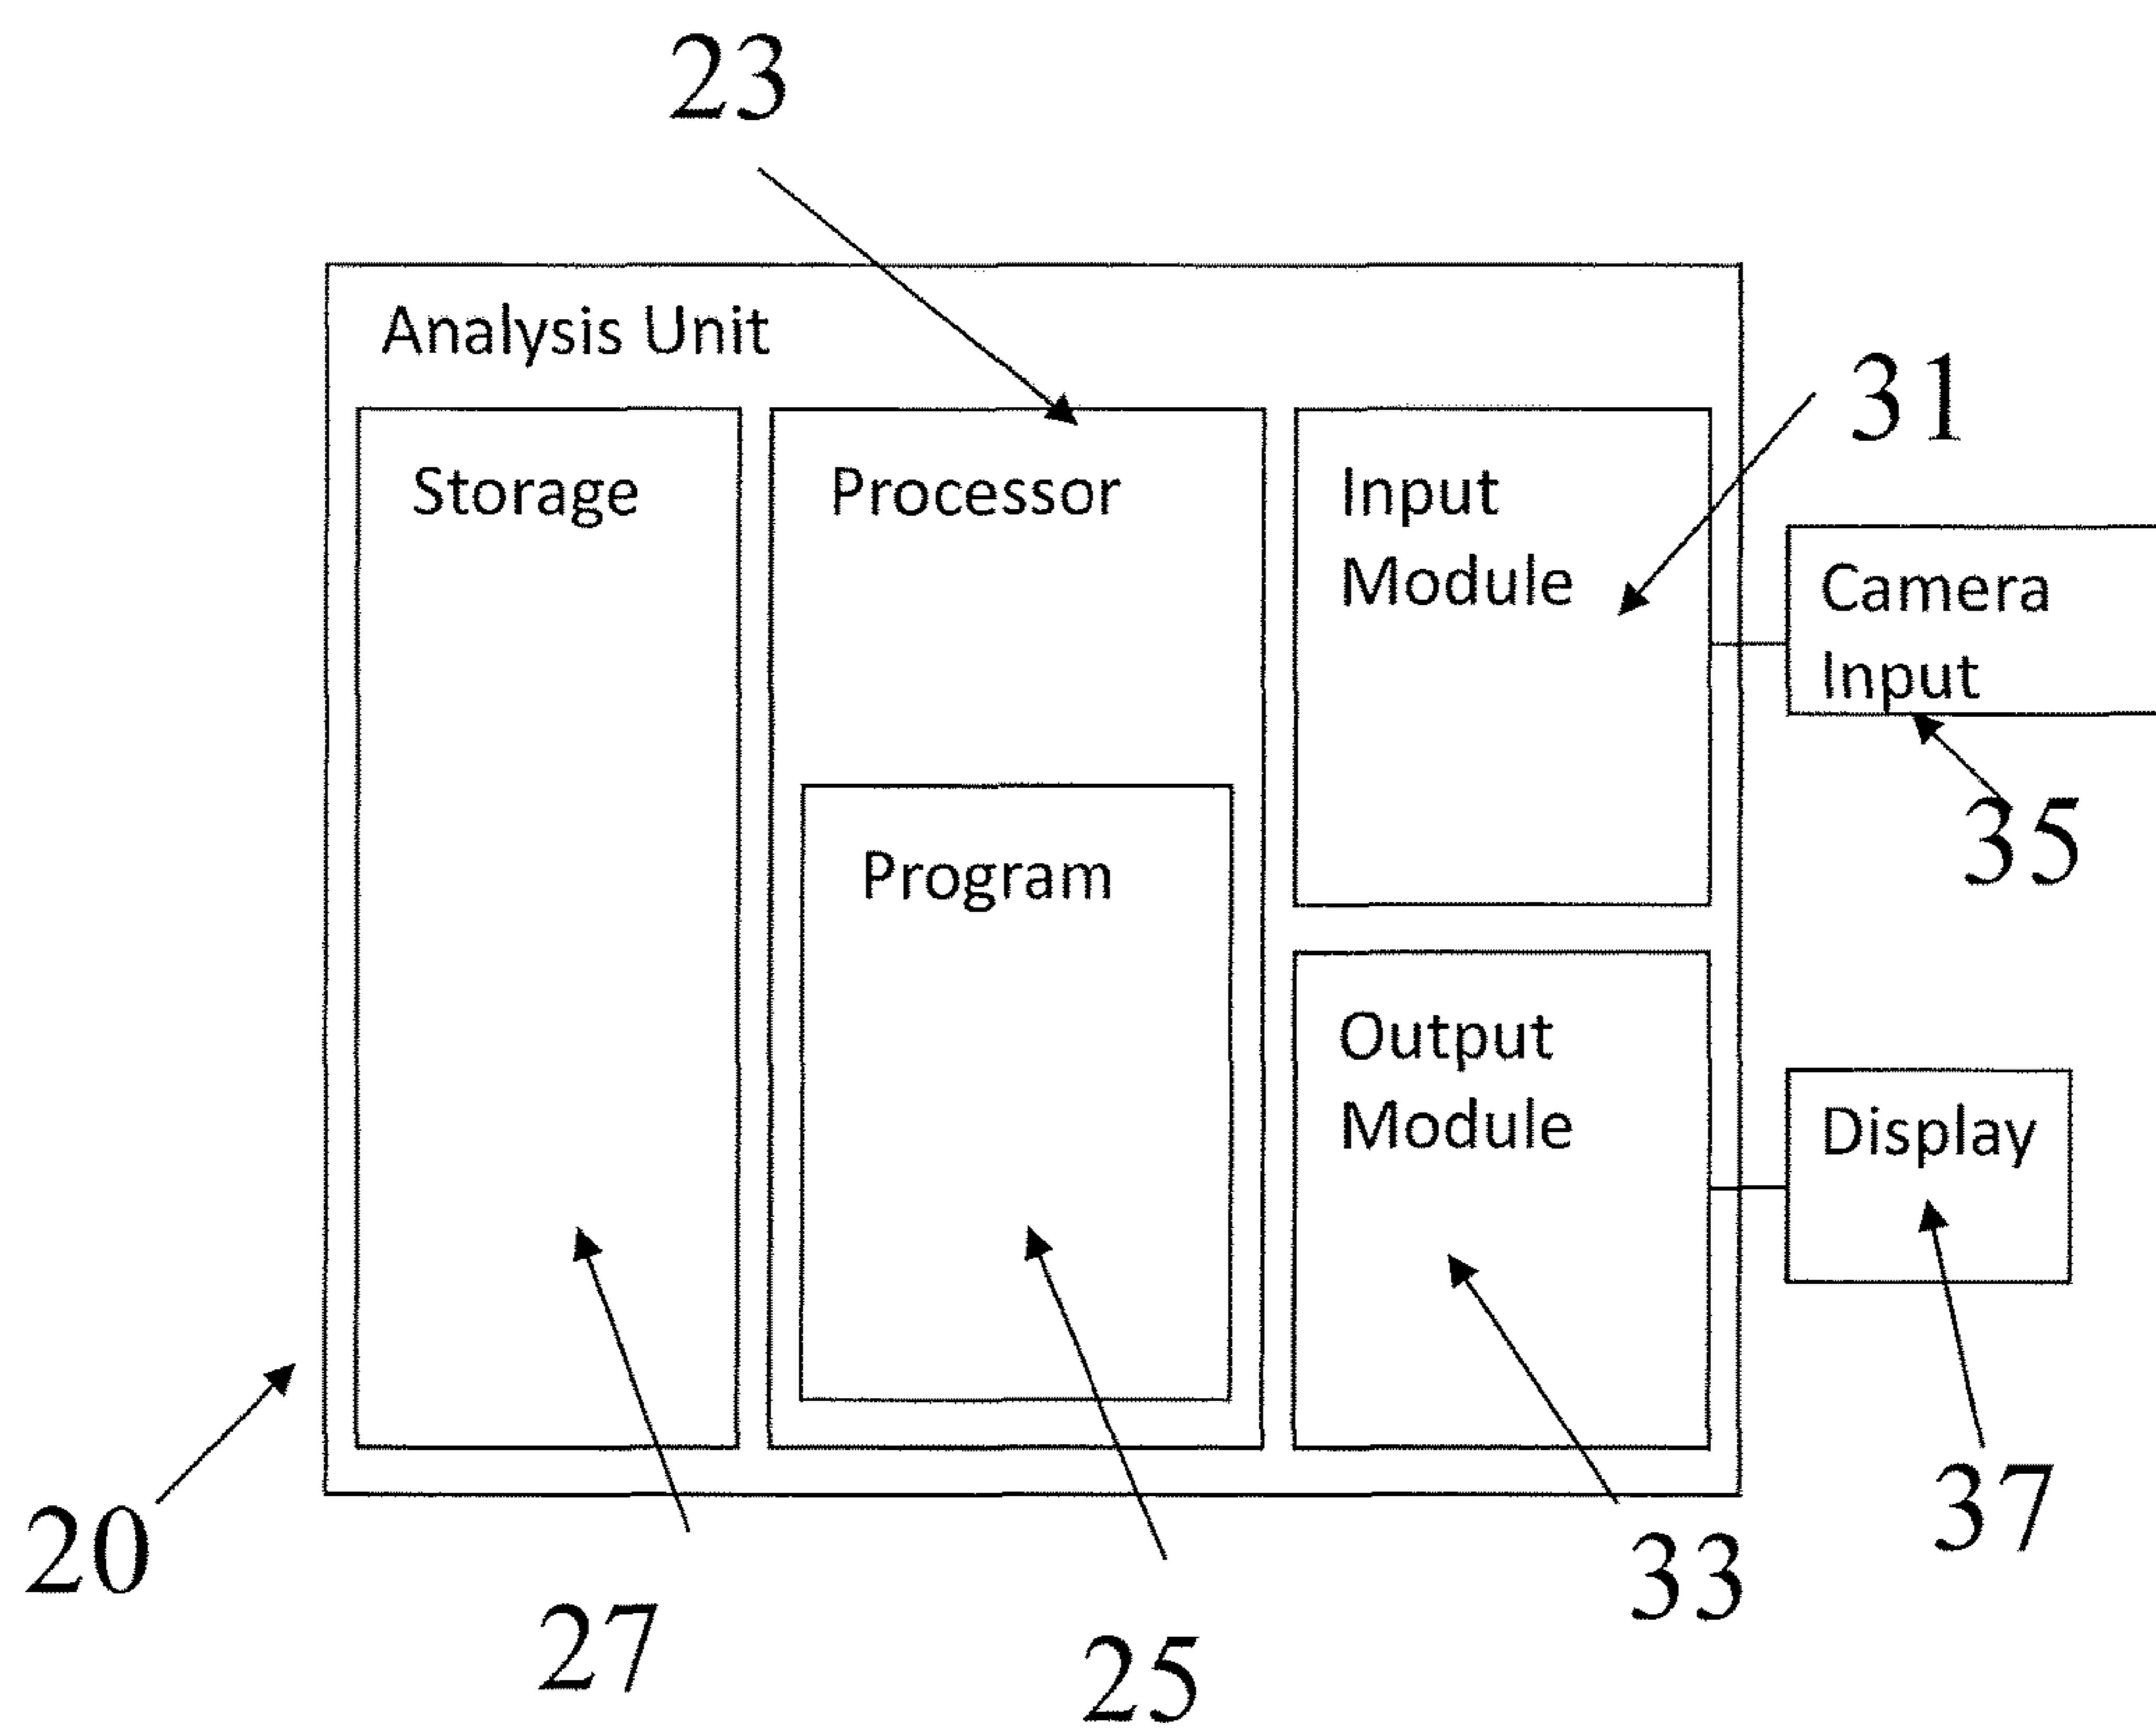 23
Analysis Unit
31
Storage
Processor
Input
Module
Camera
Input
35
Program
Output
Module
Display
20
27
25
33
37